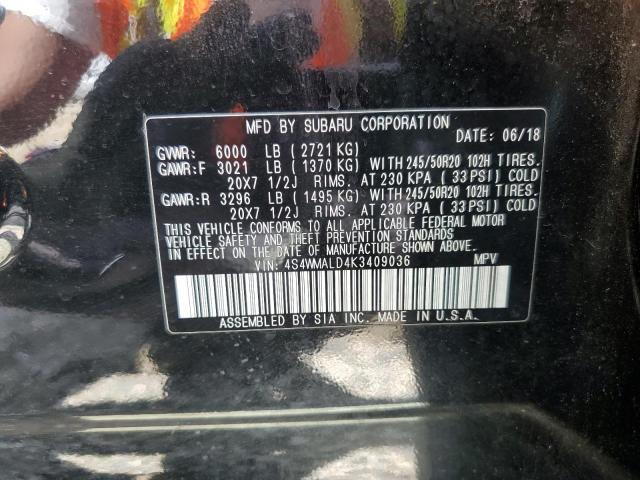 MFD BY SUBARU CORPORATION DATE: 06/18
GVWR: 6000 LB ( 2721 KG)
GAWR:F 3021 LB ( 1370 KG) WITH 245/50R20 102H TIRES.
20X7 1/2J RIMS. AT 230 KPA ( 33 PSI) COLD
GAWR:R 3296 LB ( 1495 KG) WITH 245/50R20 102H TIRES.
20X7 1/2J RIMS. AT 230 KPA ( 33 PSI) COLD
THIS VEHICLE CONFORMS TO ALL APPLICABLE FEDERAL MOTOR
VEHICLE SAFETY AND THEFT PREVENTION STANDARDS
IN EFFECT ON THE DATE OF MANUFACTURE SHOWN ABOVE.
VIN: 4S4WMALD4K3409036 MPV
ASSEMBLED BY SIA INC. MADE IN U.S.A.